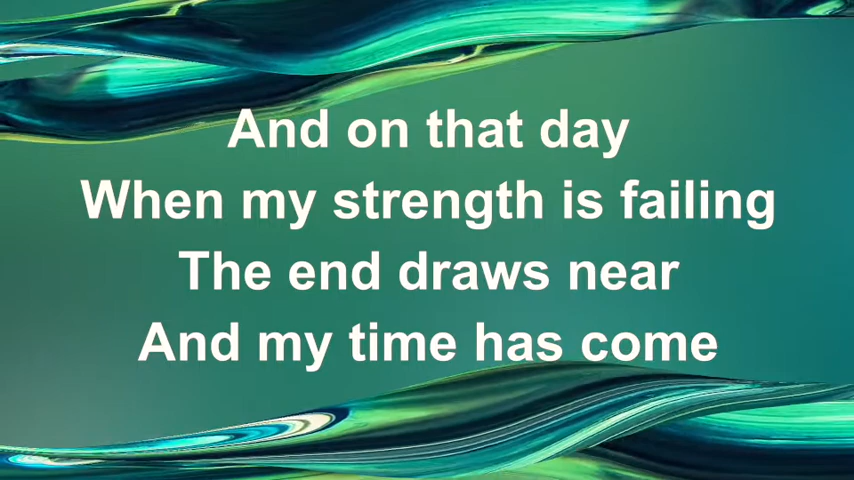 And on that day
When my strength is failing
The end draws near
And my time has come